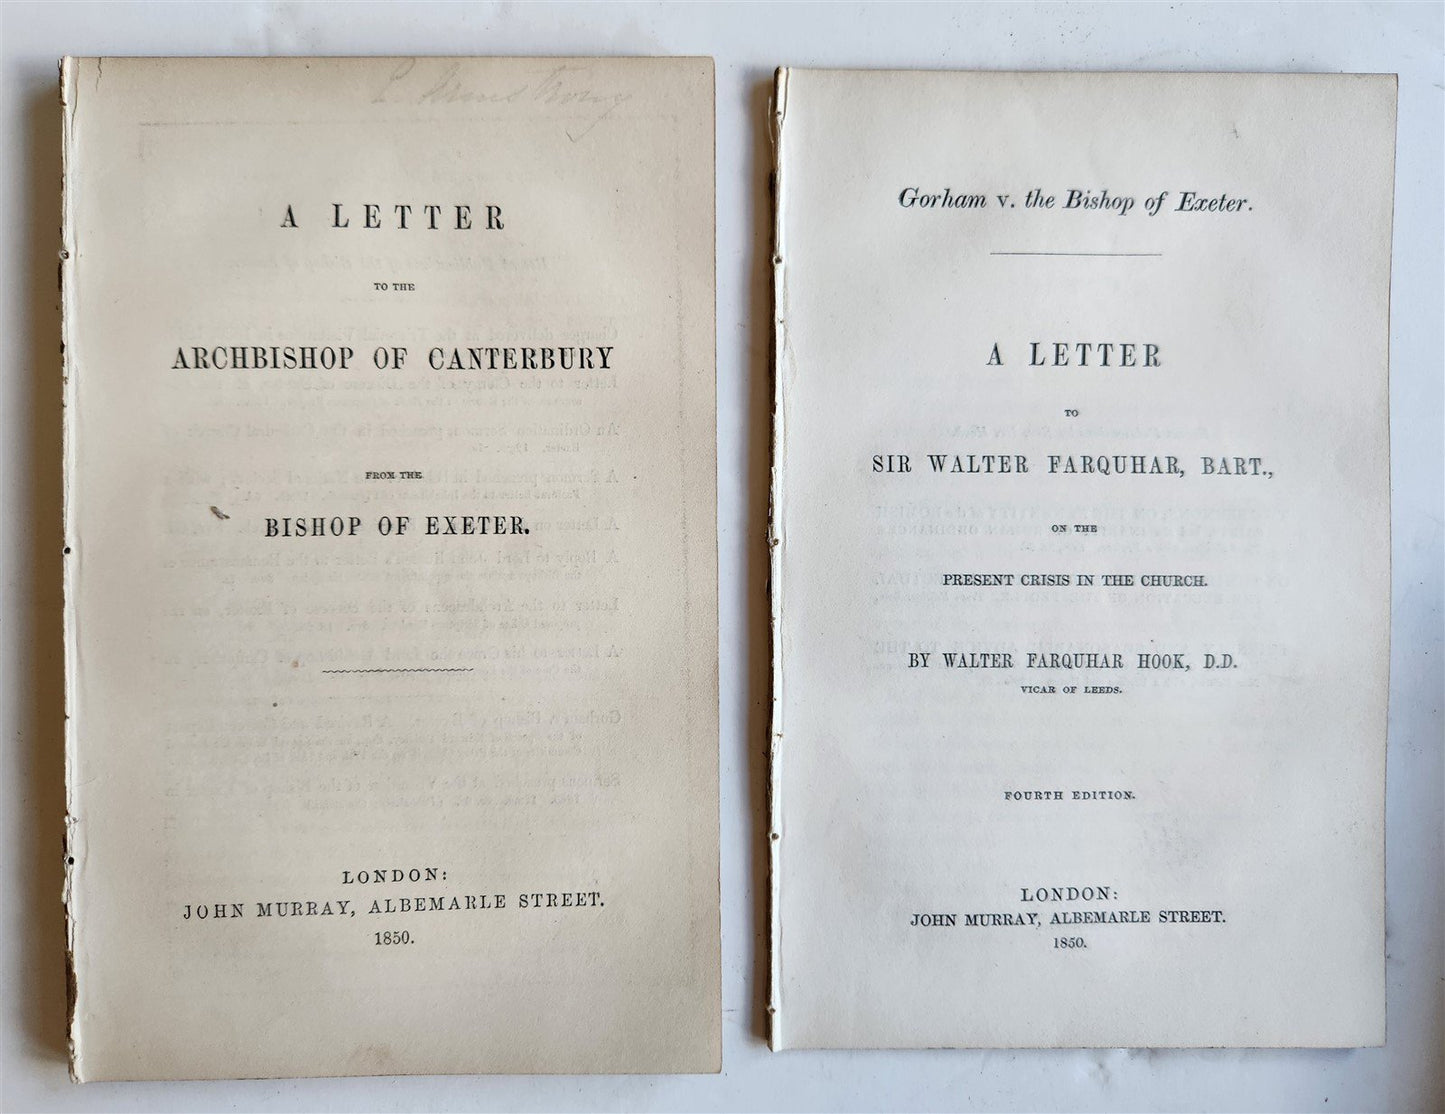 A LETTER
TO THE
ARCHBISHOP OF CANTERBURY
FROM THE
BISHOP OF EXETER.
LONDON:
JOHN MURRAY, ALBEMARLE STREET.
1850.
Gorham v. the Bishop of Exeter.
A LETTER
TO
SIR WALTER FARQUHAR, BART.,
ON THE
PRESENT CRISIS IN THE CHURCH.
BY WALTER FARQUHAR HOOK, D.D.
VICAR OF LEEDS.
FOURTH EDITION.
LONDON:
JOHN MURRAY, ALBEMARLE STREET.
1850.